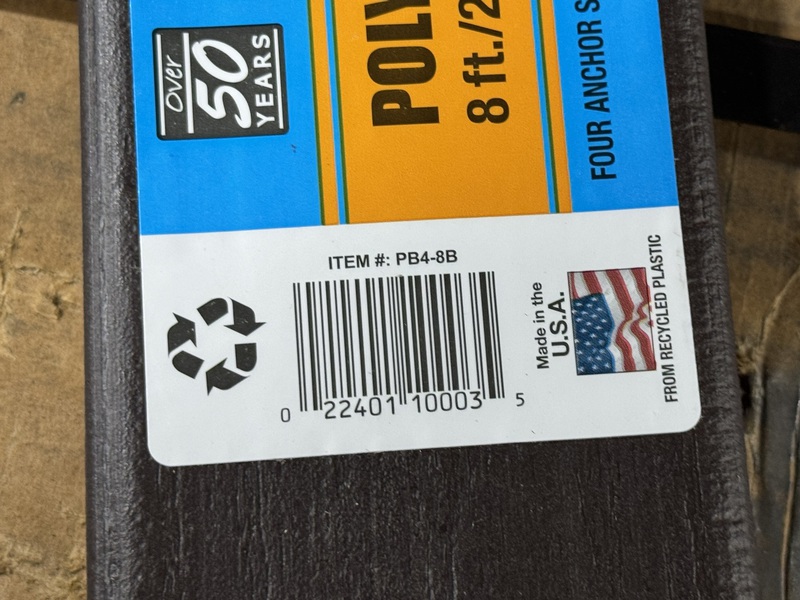 Over
50
YEARS
POLY
8 ft./2
FOUR ANCHOR S
ITEM #: PB4-8B
0 22401 10003 5
Made in the
U.S.A.
FROM RECYCLED PLASTIC